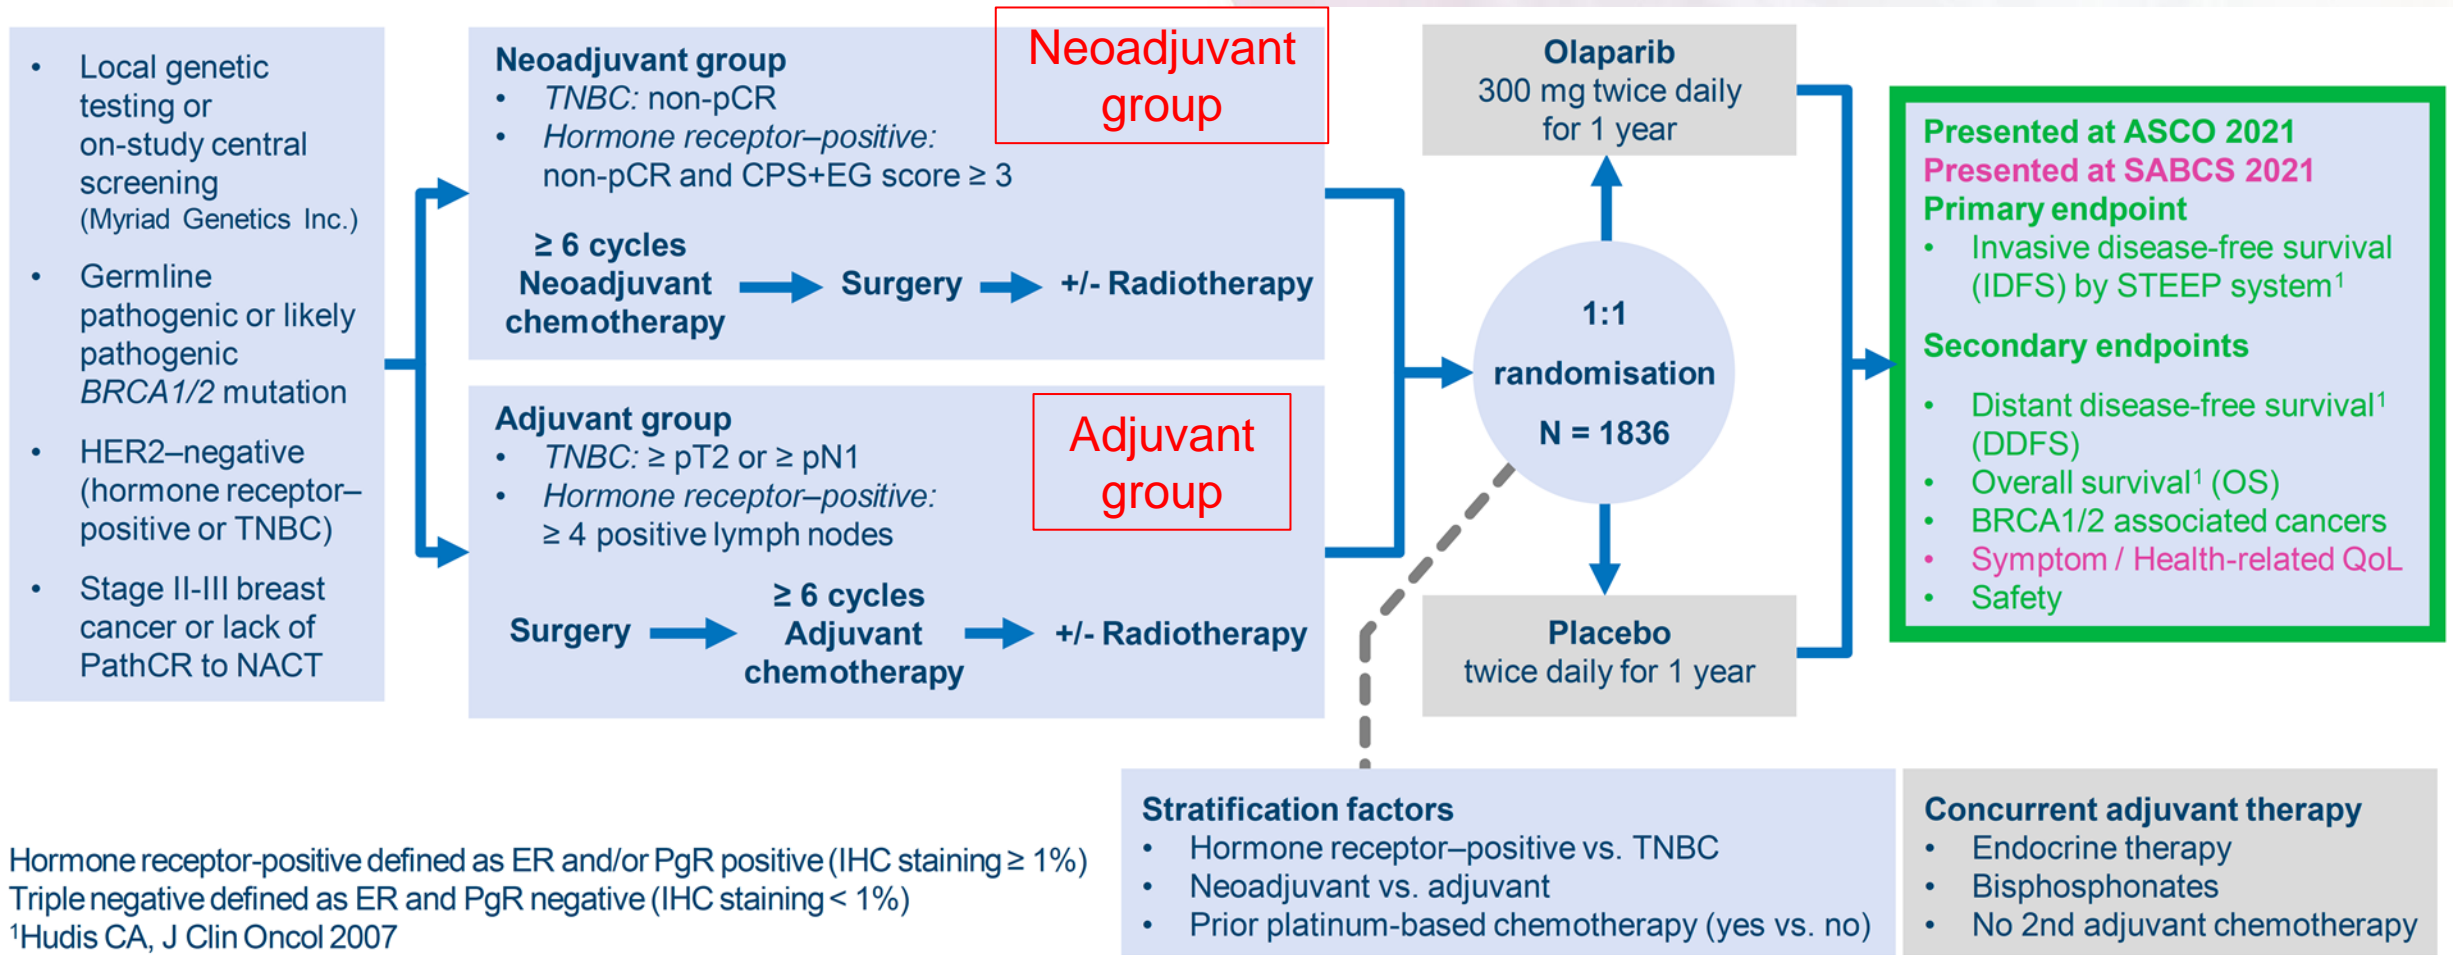 • Local genetic
testing or
on-study central
screening
(Myriad Genetics Inc.)
• Germline
pathogenic or likely
pathogenic
BRCA1/2 mutation
• HER2–negative
(hormone receptor–
positive or TNBC)
• Stage II-III breast
cancer or lack of
PathCR to NACT
Neoadjuvant group
• TNBC: non-pCR
• Hormone receptor–positive:
non-pCR and CPS+EG score ≥ 3
Neoadjuvant
group
≥ 6 cycles
Neoadjuvant
chemotherapy
Surgery
+/- Radiotherapy
Adjuvant group
• TNBC: ≥ pT2 or ≥ pN1
• Hormone receptor–positive:
≥ 4 positive lymph nodes
Adjuvant
group
Surgery
≥ 6 cycles
Adjuvant
chemotherapy
+/- Radiotherapy
Olaparib
300 mg twice daily
for 1 year
1:1
randomisation
N = 1836
Placebo
twice daily for 1 year
Presented at ASCO 2021
Presented at SABCS 2021
Primary endpoint
• Invasive disease-free survival
(IDFS) by STEEP system¹
Secondary endpoints
• Distant disease-free survival¹
(DDFS)
• Overall survival¹ (OS)
• BRCA1/2 associated cancers
• Symptom / Health-related QoL
• Safety
Stratification factors
• Hormone receptor–positive vs. TNBC
• Neoadjuvant vs. adjuvant
• Prior platinum-based chemotherapy (yes vs. no)
Concurrent adjuvant therapy
• Endocrine therapy
• Bisphosphonates
• No 2nd adjuvant chemotherapy
Hormone receptor-positive defined as ER and/or PgR positive (IHC staining ≥ 1%)
Triple negative defined as ER and PgR negative (IHC staining < 1%)
¹Hudis CA, J Clin Oncol 2007